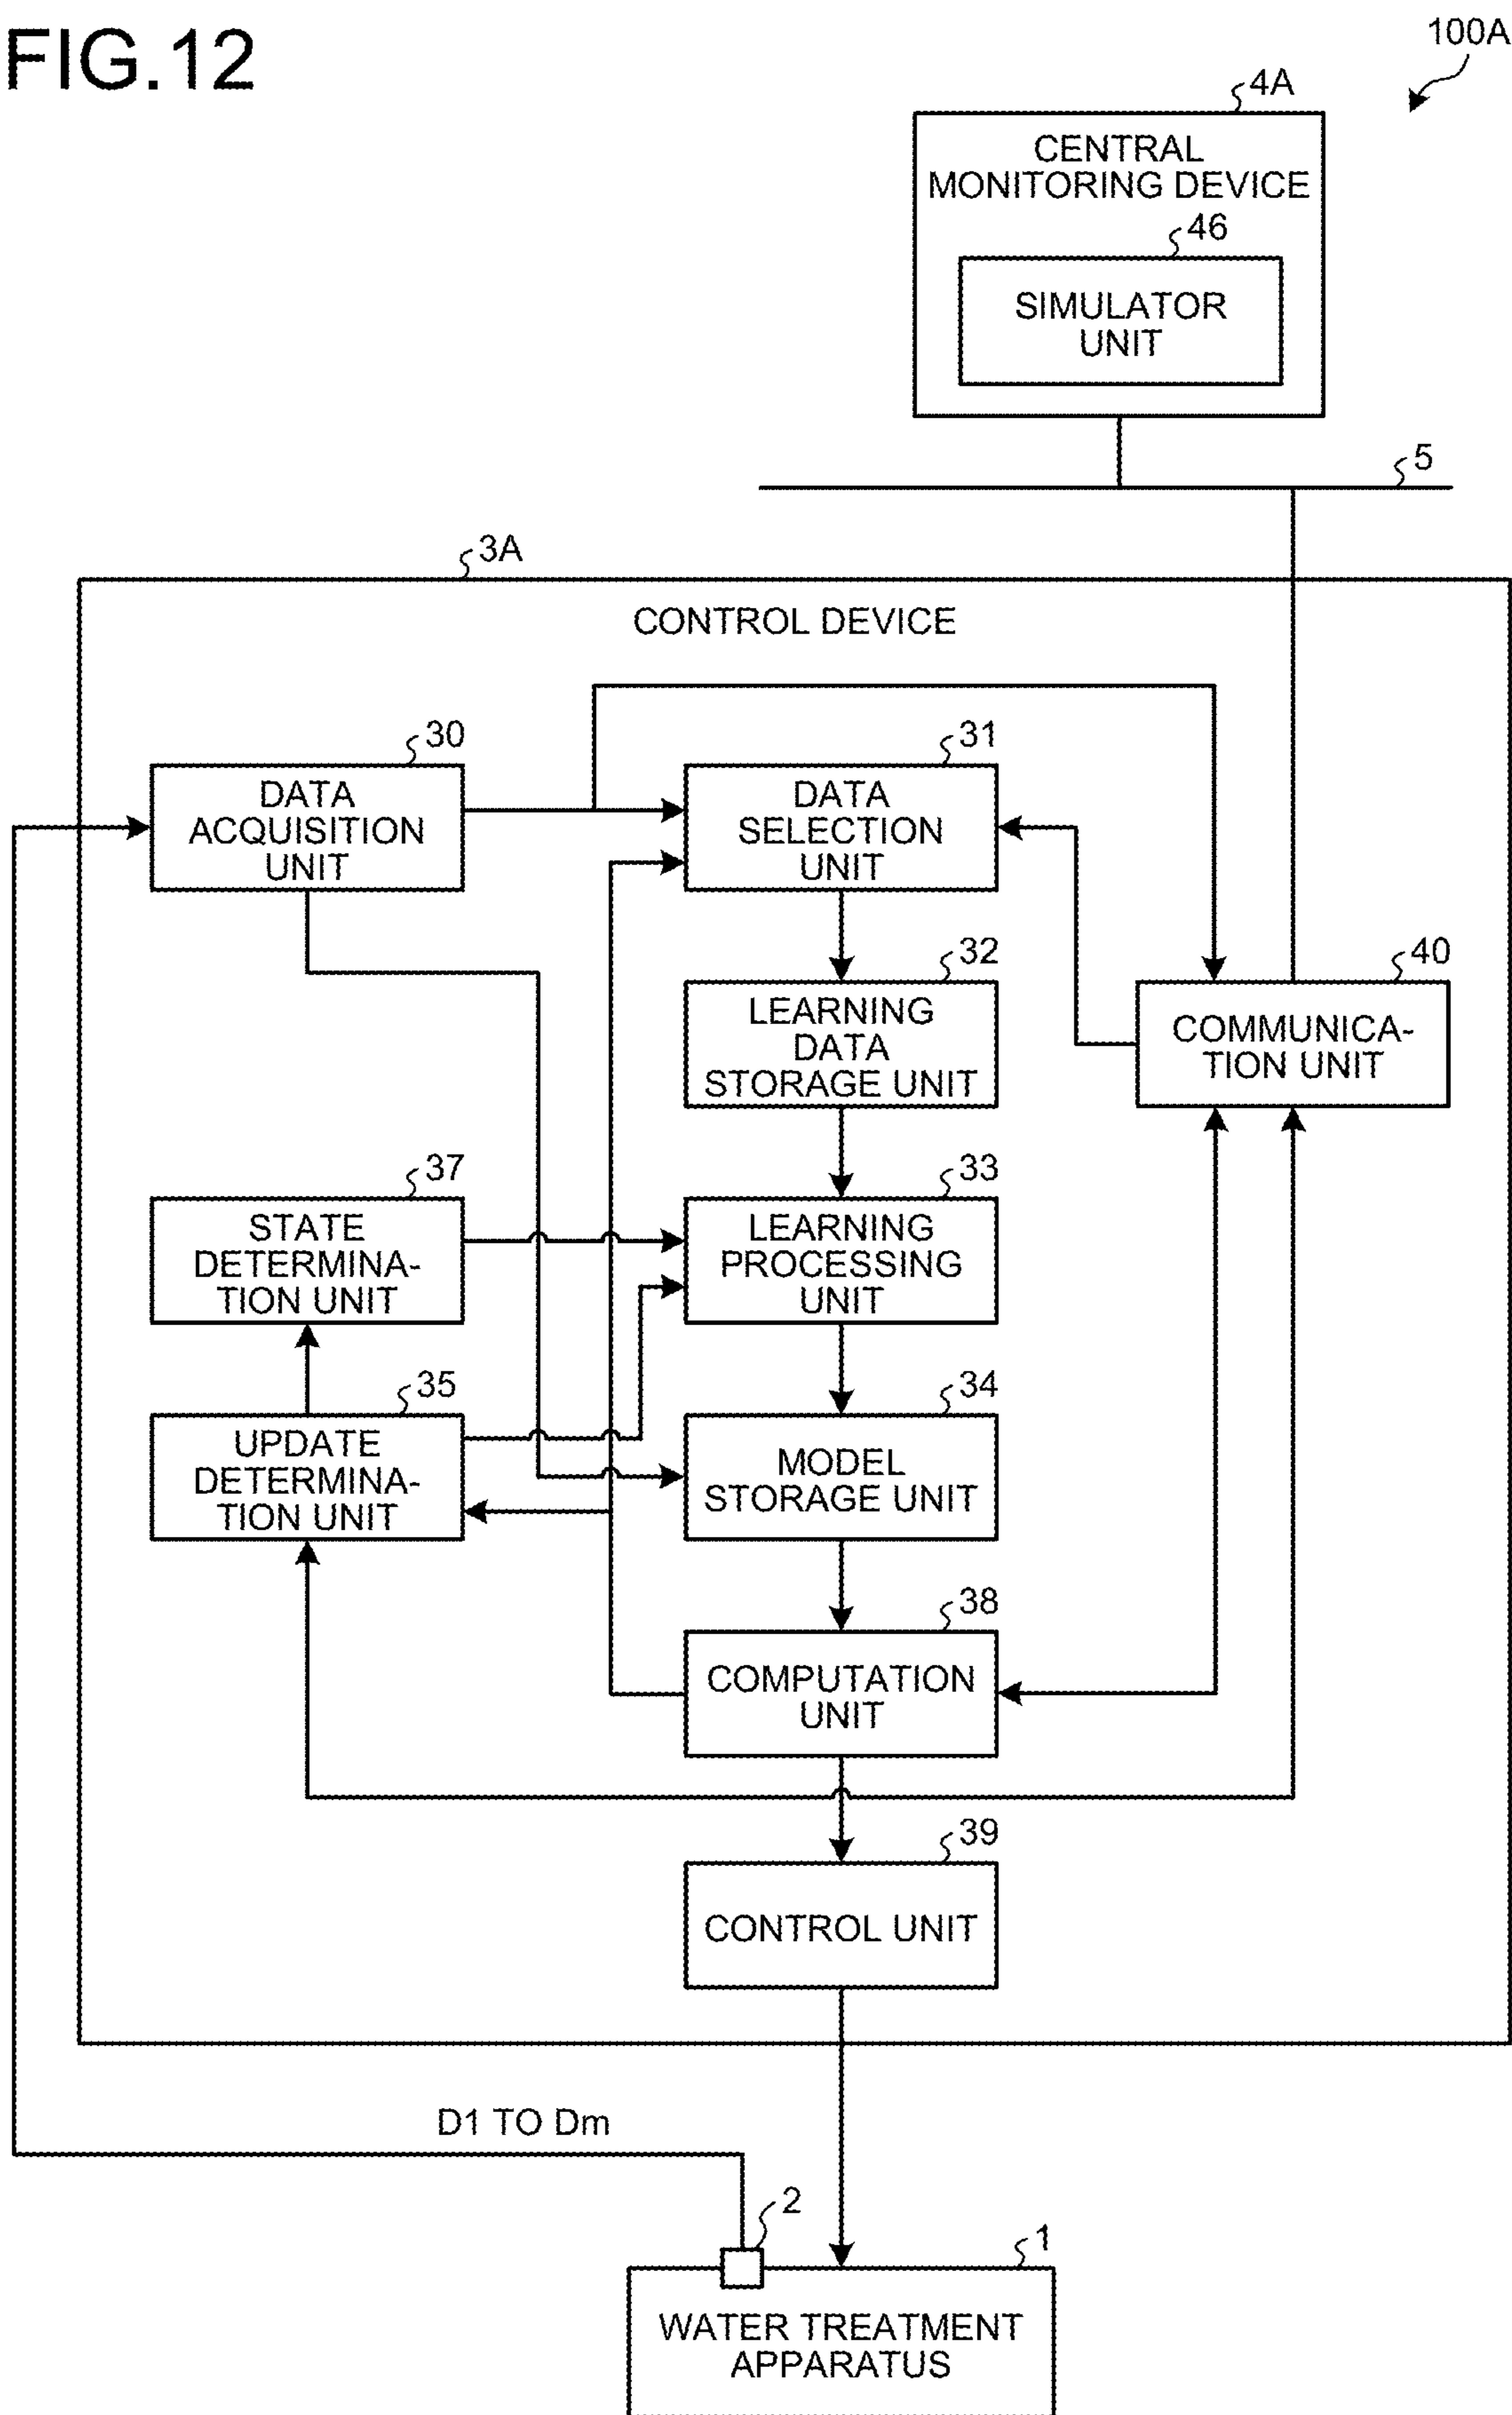 FIG.12
100A
4A
CENTRAL
MONITORING DEVICE
46
SIMULATOR
UNIT
5
3A
CONTROL DEVICE
30
DATA
ACQUISITION
UNIT
31
DATA
SELECTION
UNIT
32
LEARNING
DATA
STORAGE UNIT
40
COMMUNICA-
TION UNIT
37
STATE
DETERMINA-
TION UNIT
33
LEARNING
PROCESSING
UNIT
35
UPDATE
DETERMINA-
TION UNIT
34
MODEL
STORAGE UNIT
38
COMPUTATION
UNIT
39
CONTROL UNIT
D1 TO Dm
2
1
WATER TREATMENT
APPARATUS